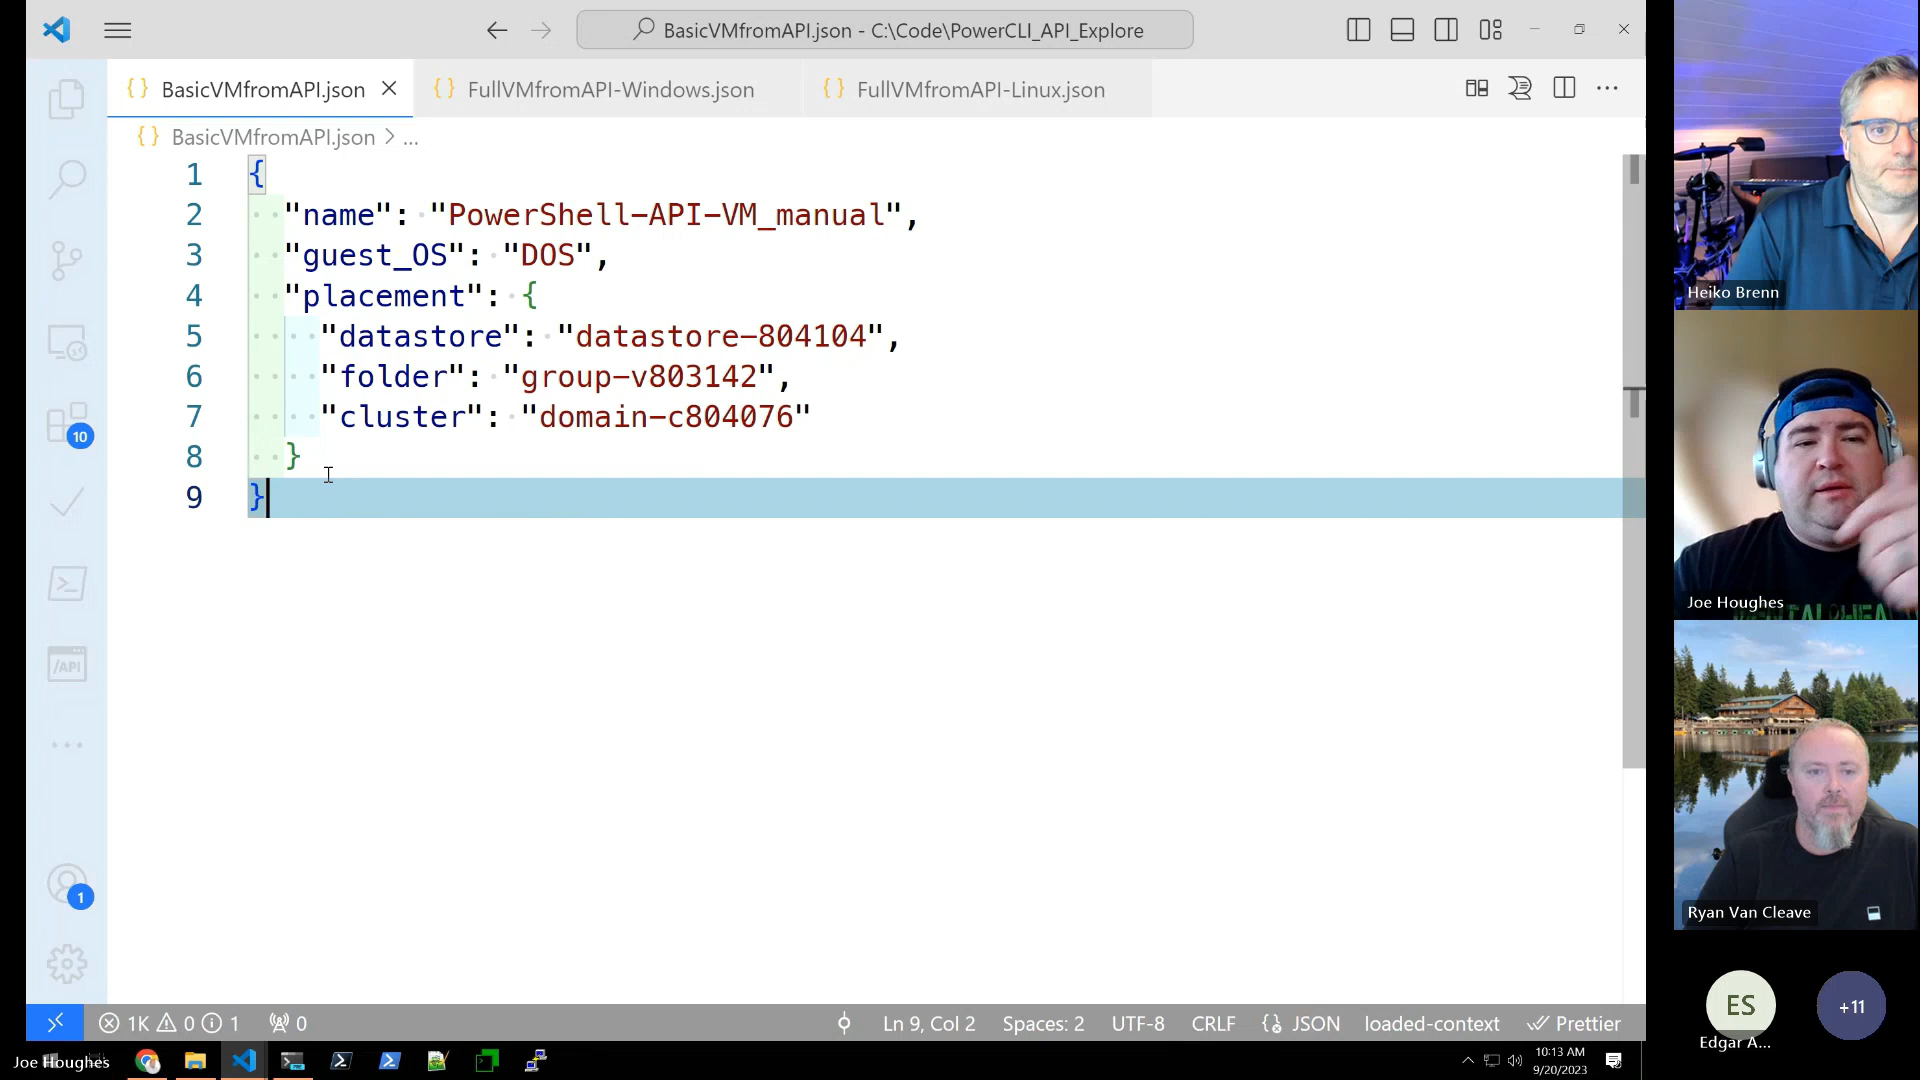 BasicVMfromAPI.json - C:\Code\PowerCLI_API_Explore
BasicVMfromAPI.json
FullVMfromAPI-Windows.json
FullVMfromAPI-Linux.json
BasicVMfromAPI.json > ...
1 {
2 "name": "PowerShell-API-VM_manual",
3 "guest_OS": "DOS",
4 "placement": {
5 "datastore": "datastore-804104",
6 "folder": "group-v803142",
7 "cluster": "domain-c804076"
8 }
9 }
10
/API
1
1K 0 1 0
Ln 9, Col 2
Spaces: 2
UTF-8
CRLF
JSON
loaded-context
Prettier
Joe Houghes
10:13 AM
9/20/2023
Heiko Brenn
Joe Houghes
Ryan Van Cleave
ES
+11
Edgar A...